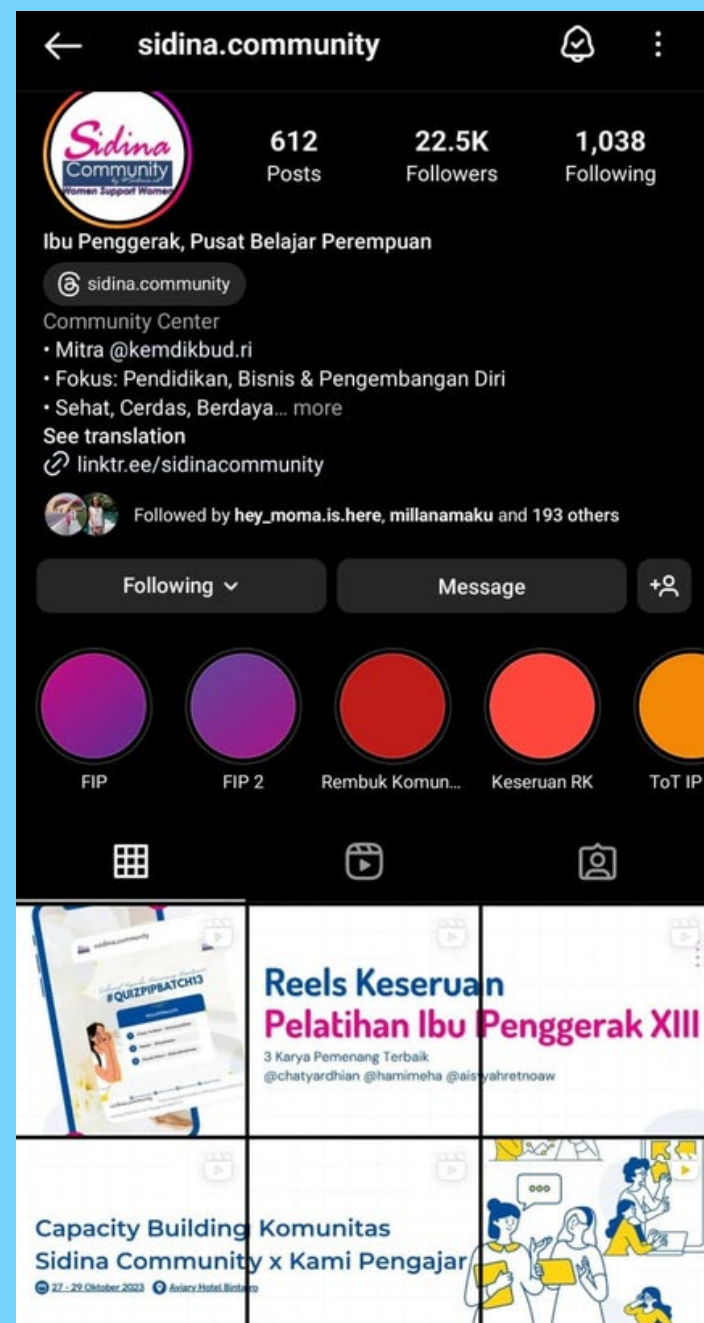 sidina.community
Sidina
Community
Women Support Women
612
Posts
22.5K
Followers
1,038
Following
Ibu Penggerak, Pusat Belajar Perempuan
sidina.community
Community Center
• Mitra @kemdikbud.ri
• Fokus: Pendidikan, Bisnis & Pengembangan Diri
• Sehat, Cerdas, Berdaya... more
See translation
linktr.ee/sidinacommunity
Followed by hey_moma.is.here, millanamaku and 193 others
Following
Message
FIP
FIP 2
Rembuk Komun...
Keseruan RK
ToT IP
sidina.community
#QUIZPIPBATCH13
Reels Keseruan
Pelatihan Ibu Penggerak XIII
3 Karya Pemenang Terbaik
@chatyardhian @hamimeha @aisyahretnoaw
Capacity Building Komunitas
Sidina Community x Kami Pengajar
27 - 29 Oktober 2023 Aviary Hotel Bintaro